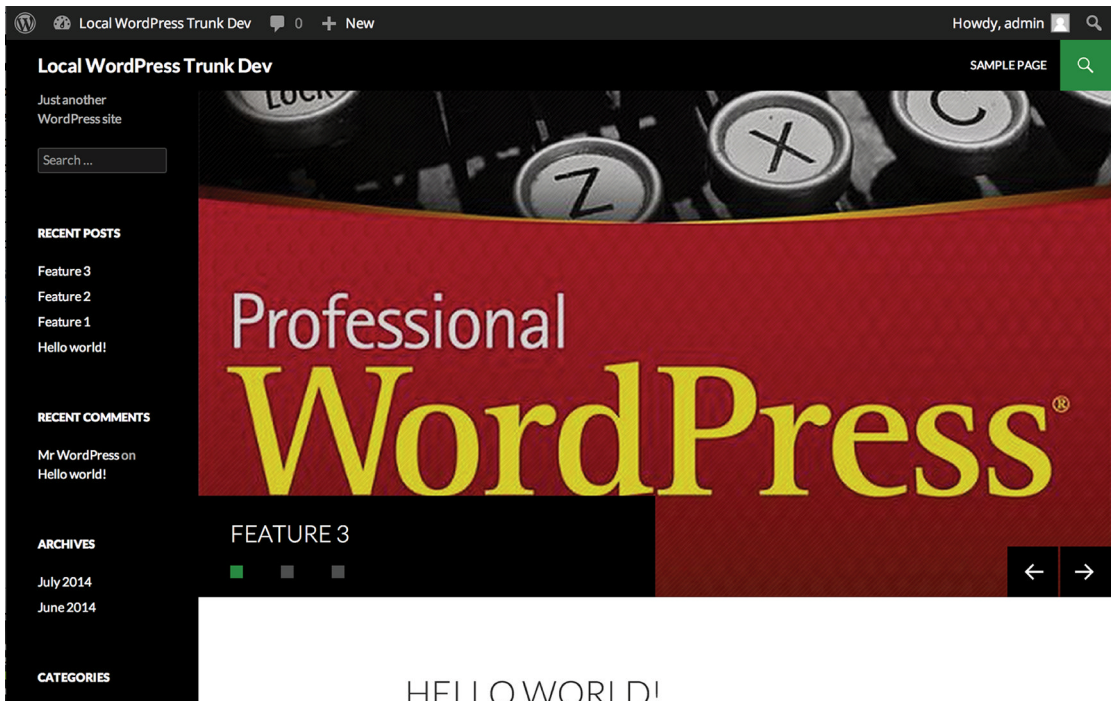 Local WordPress Trunk Dev 0 + New Howdy, admin
Local WordPress Trunk Dev SAMPLE PAGE
Just another
WordPress site
Search ...
RECENT POSTS
Feature 3
Feature 2
Feature 1
Hello world!
RECENT COMMENTS
Mr WordPress on
Hello world!
ARCHIVES
July 2014
June 2014
CATEGORIES
LOCK
Z X C
Professional
WordPress®
FEATURE 3
← →
HELLO WORLD!